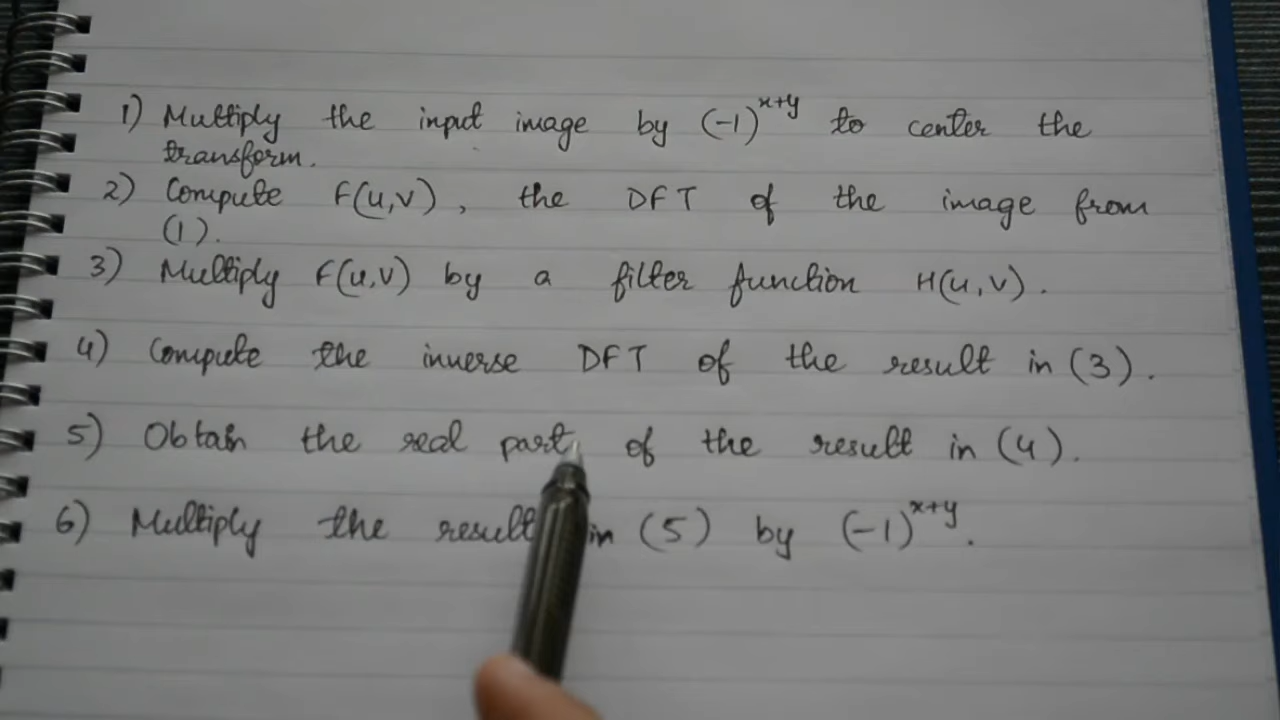 1) Multiply the input image by (-1)^x+y to center the
transform.
2) Compute F(u,v), the DFT of the image from
(1).
3) Multiply F(u,v) by a filter function H(u,v).
4) Compute the inverse DFT of the result in (3).
5) Obtain the real part of the result in (4).
6) Multiply the result in (5) by (-1)^x+y.